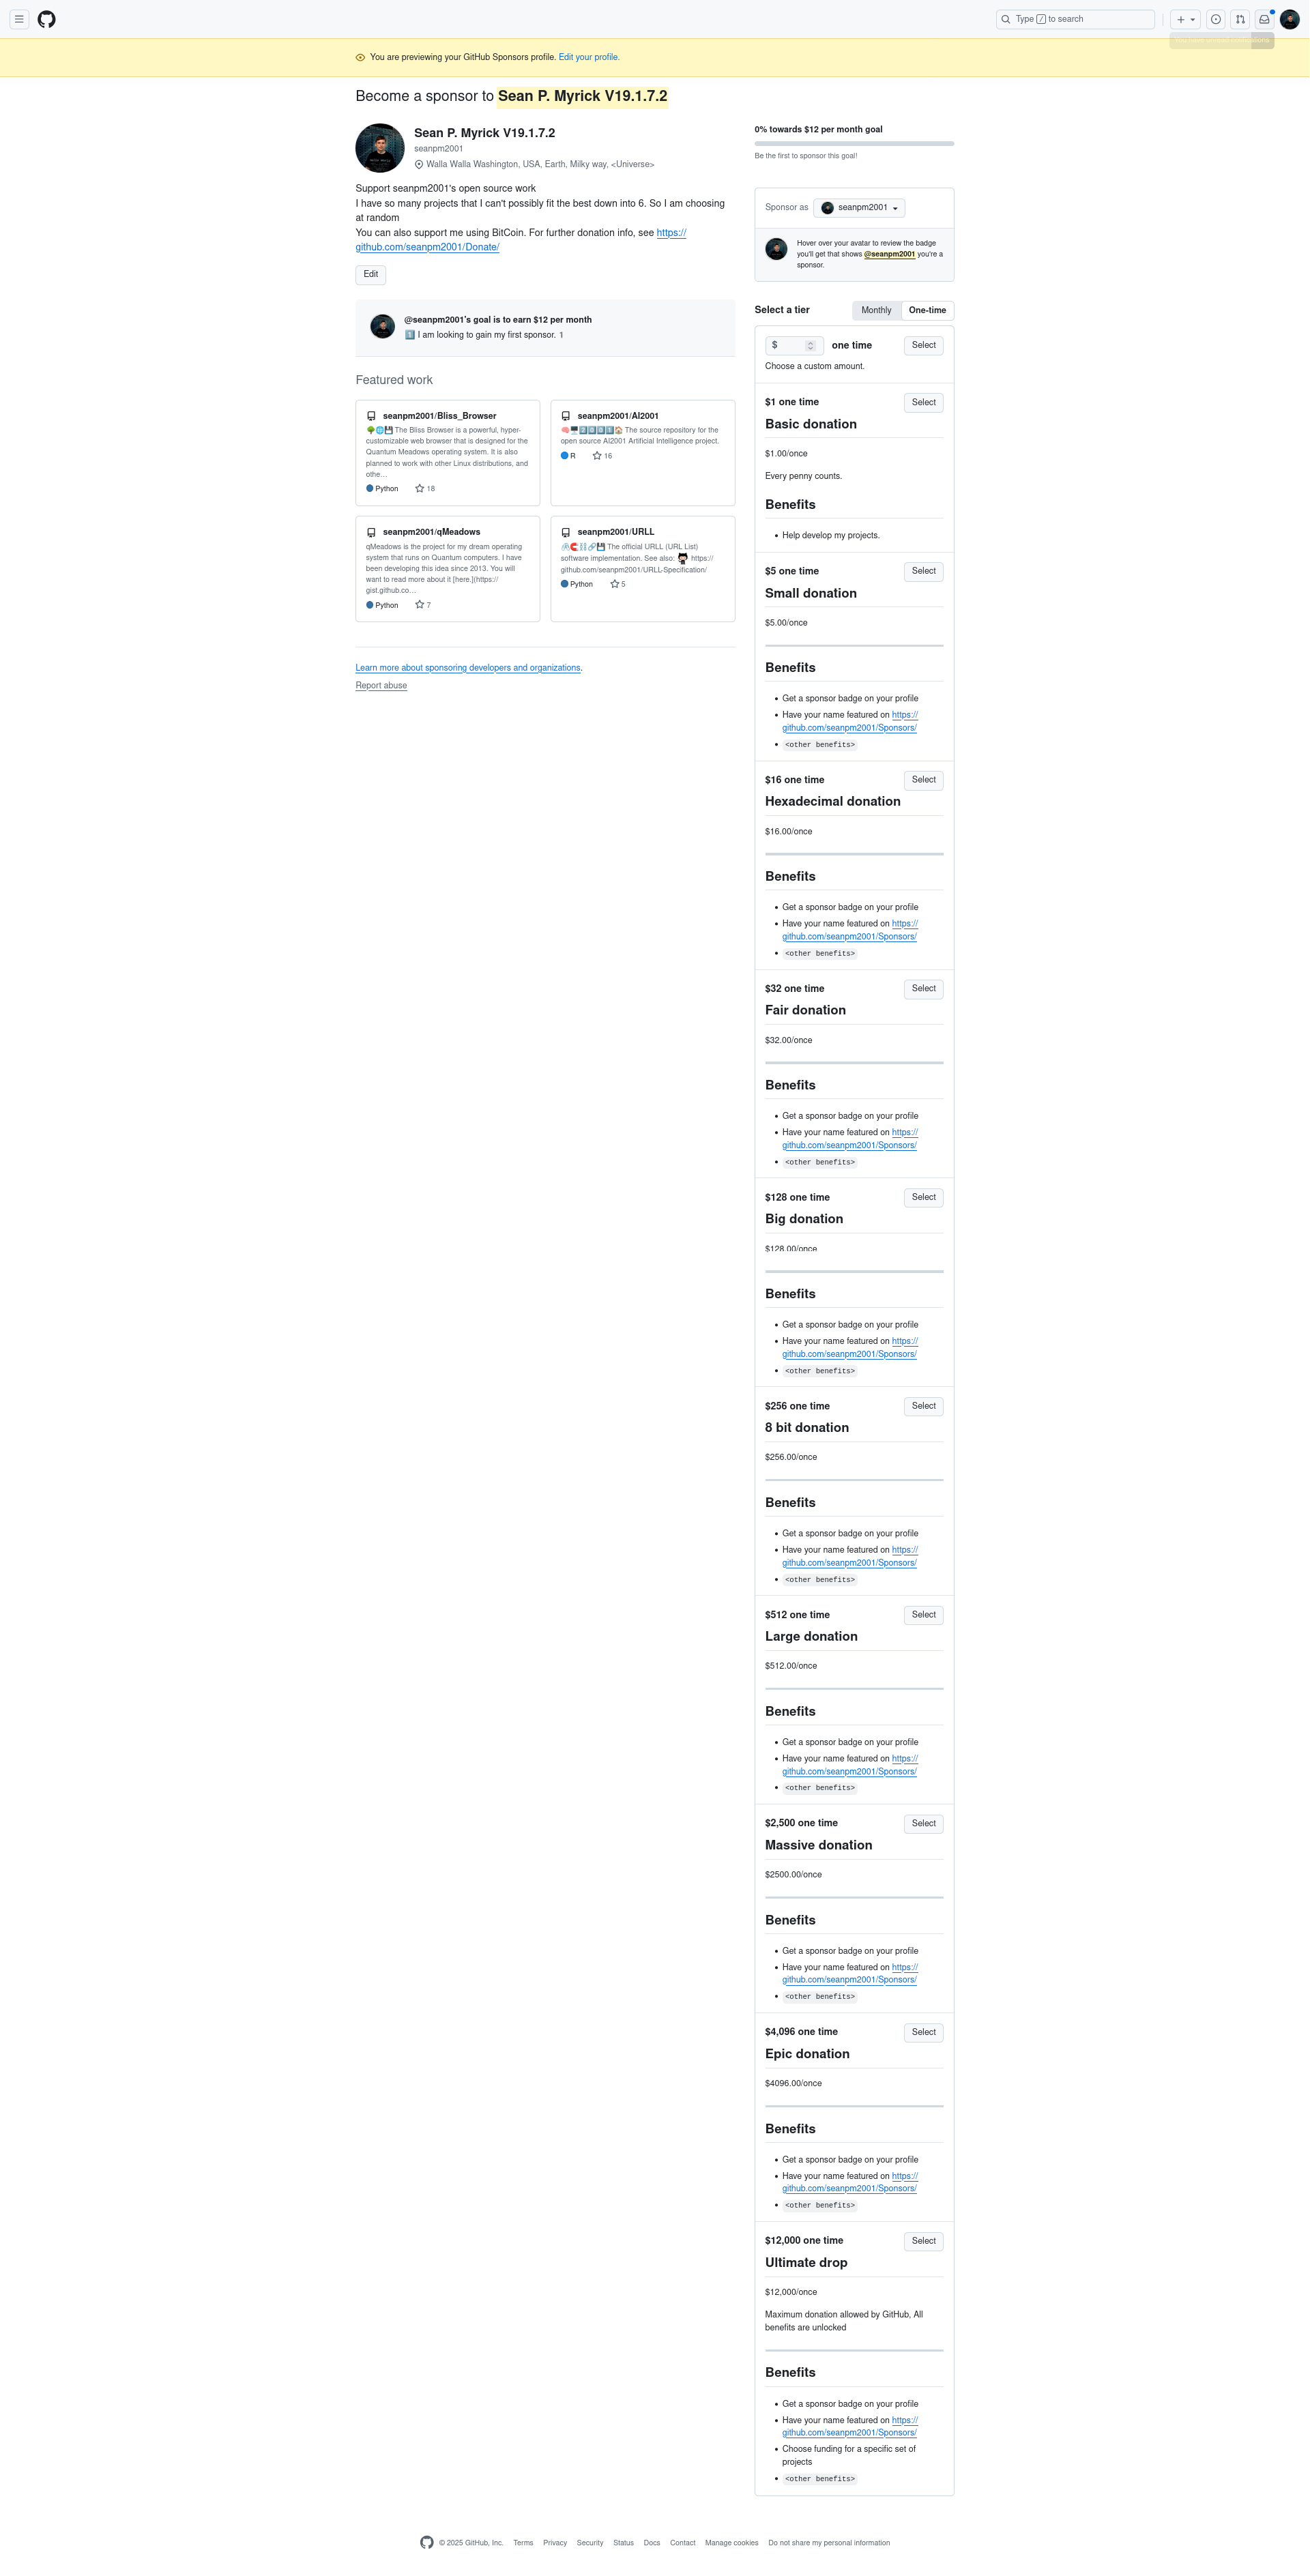 Type / to search
You are previewing your GitHub Sponsors profile. Edit your profile.
Become a sponsor to Sean P. Myrick V19.1.7.2
Sean P. Myrick V19.1.7.2
seanpm2001
Walla Walla Washington, USA, Earth, Milky way, <Universe>
Support seanpm2001's open source work
I have so many projects that I can't possibly fit the best down into 6. So I am choosing
at random
You can also support me using BitCoin. For further donation info, see https://
github.com/seanpm2001/Donate/
Edit
@seanpm2001's goal is to earn $12 per month
1️⃣ I am looking to gain my first sponsor. 1
Featured work
seanpm2001/Bliss_Browser
🌳🌐💾 The Bliss Browser is a powerful, hyper-
customizable web browser that is designed for the
Quantum Meadows operating system. It is also
planned to work with other Linux distributions, and
othe…
Python 18
seanpm2001/AI2001
🧠🖥️2️⃣0️⃣0️⃣1️⃣🏠 The source repository for the
open source AI2001 Artificial Intelligence project.
R 16
seanpm2001/qMeadows
qMeadows is the project for my dream operating
system that runs on Quantum computers. I have
been developing this idea since 2013. You will
want to read more about it [here.](https://
gist.github.co…
Python 7
seanpm2001/URLL
🖇️🧲⛓️🔗💾 The official URLL (URL List)
software implementation. See also: https://
github.com/seanpm2001/URLL-Specification/
Python 5
Learn more about sponsoring developers and organizations.
Report abuse
0% towards $12 per month goal
Be the first to sponsor this goal!
Sponsor as seanpm2001
Hover over your avatar to review the badge
you'll get that shows @seanpm2001 you're a
sponsor.
Select a tier Monthly One-time
$ one time Select
Choose a custom amount.
$1 one time Select
Basic donation
$1.00/once
Every penny counts.
Benefits
• Help develop my projects.
$5 one time Select
Small donation
$5.00/once
Benefits
• Get a sponsor badge on your profile
• Have your name featured on https://
github.com/seanpm2001/Sponsors/
• <other benefits>
$16 one time Select
Hexadecimal donation
$16.00/once
Benefits
• Get a sponsor badge on your profile
• Have your name featured on https://
github.com/seanpm2001/Sponsors/
• <other benefits>
$32 one time Select
Fair donation
$32.00/once
Benefits
• Get a sponsor badge on your profile
• Have your name featured on https://
github.com/seanpm2001/Sponsors/
• <other benefits>
$128 one time Select
Big donation
$128.00/once
Benefits
• Get a sponsor badge on your profile
• Have your name featured on https://
github.com/seanpm2001/Sponsors/
• <other benefits>
$256 one time Select
8 bit donation
$256.00/once
Benefits
• Get a sponsor badge on your profile
• Have your name featured on https://
github.com/seanpm2001/Sponsors/
• <other benefits>
$512 one time Select
Large donation
$512.00/once
Benefits
• Get a sponsor badge on your profile
• Have your name featured on https://
github.com/seanpm2001/Sponsors/
• <other benefits>
$2,500 one time Select
Massive donation
$2500.00/once
Benefits
• Get a sponsor badge on your profile
• Have your name featured on https://
github.com/seanpm2001/Sponsors/
• <other benefits>
$4,096 one time Select
Epic donation
$4096.00/once
Benefits
• Get a sponsor badge on your profile
• Have your name featured on https://
github.com/seanpm2001/Sponsors/
• <other benefits>
$12,000 one time Select
Ultimate drop
$12,000/once
Maximum donation allowed by GitHub, All
benefits are unlocked
Benefits
• Get a sponsor badge on your profile
• Have your name featured on https://
github.com/seanpm2001/Sponsors/
• Choose funding for a specific set of
projects
• <other benefits>
© 2025 GitHub, Inc. Terms Privacy Security Status Docs Contact Manage cookies Do not share my personal information